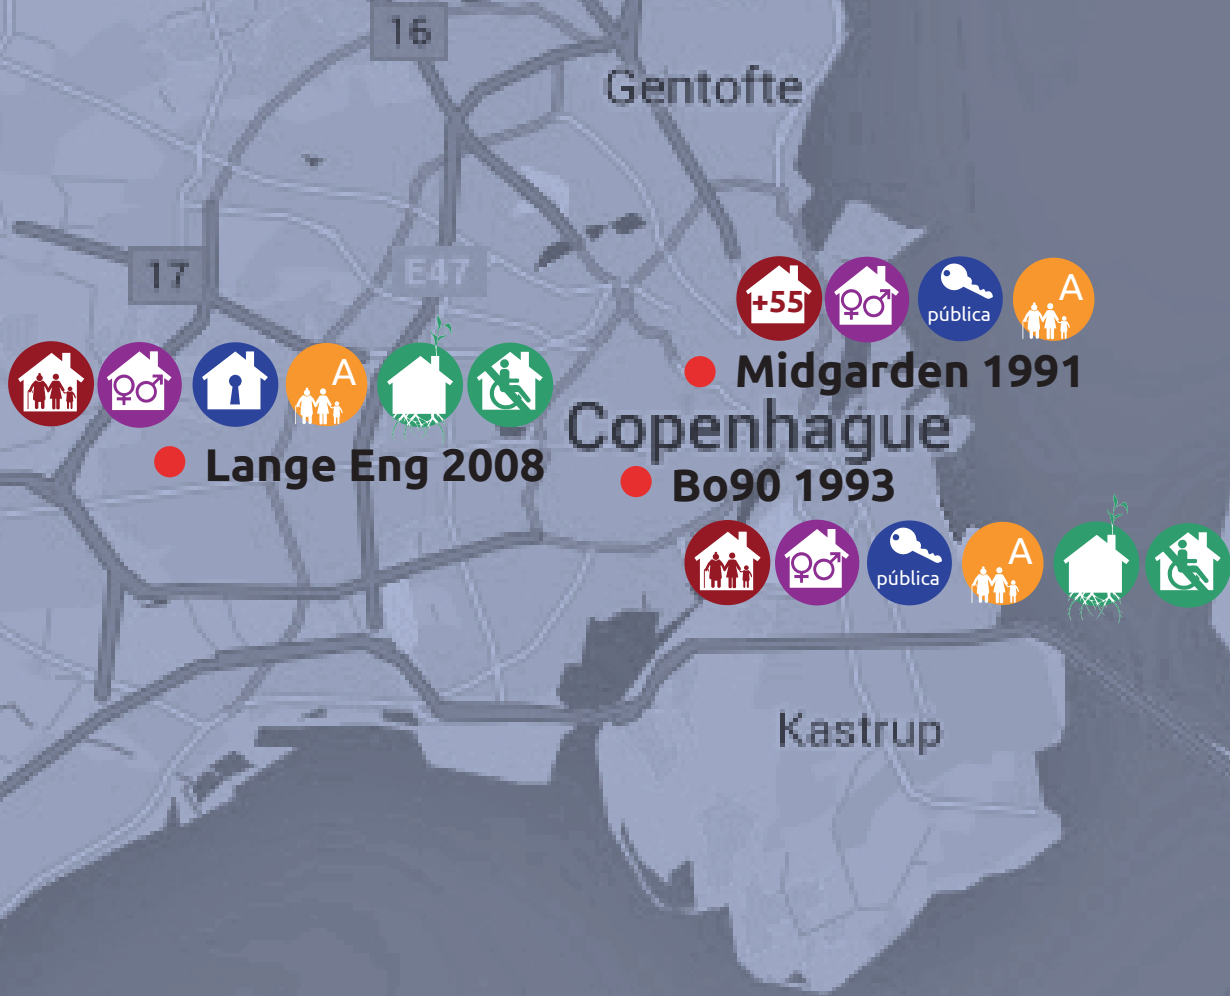 16
Gentofte
17
E47
+55
♀♂
pública
A
Midgarden 1991
♀♂
A
Copenhague
Lange Eng 2008
Bo90 1993
♀♂
pública
A
Kastrup